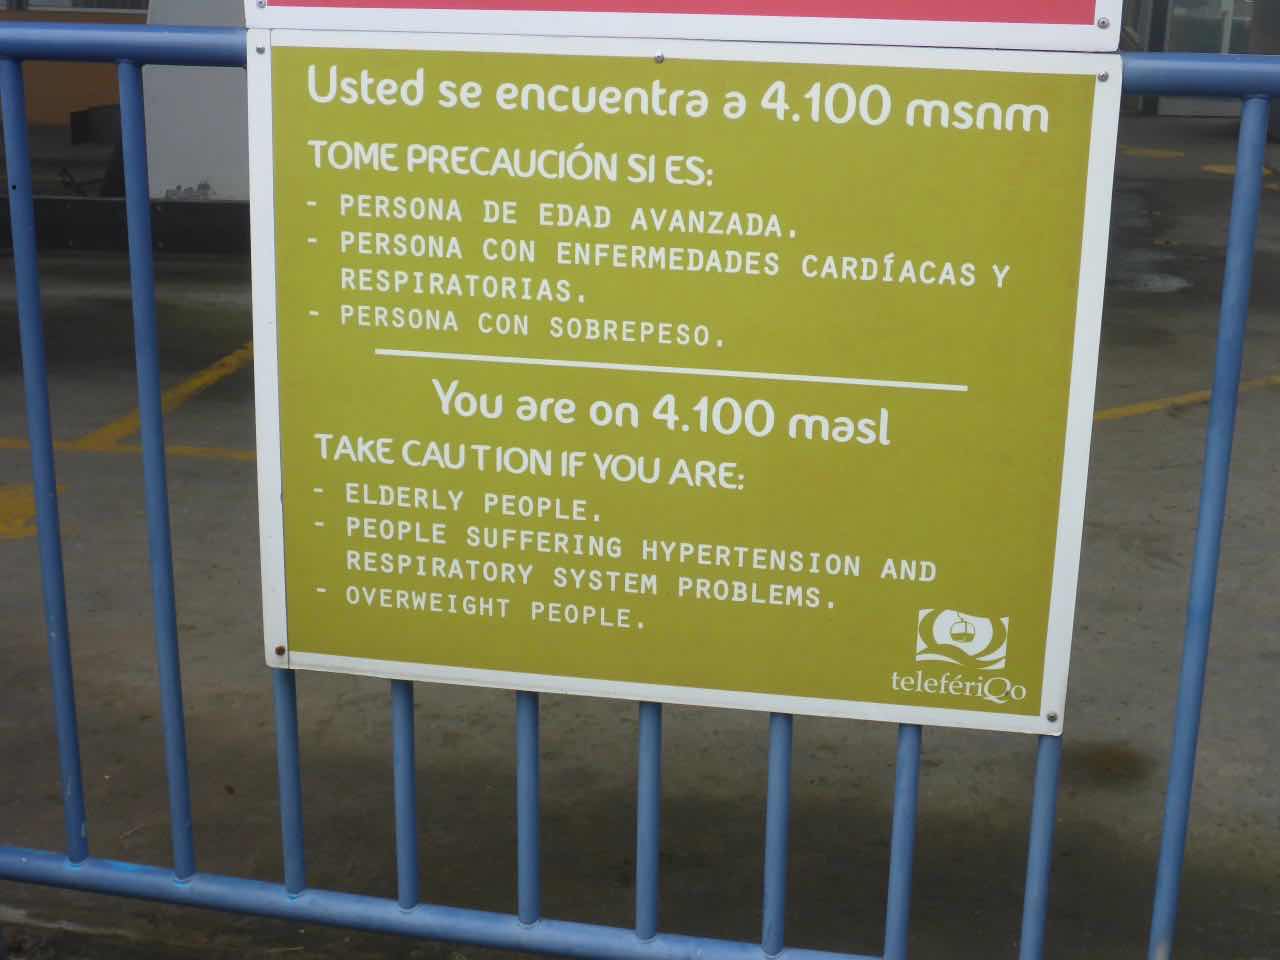 Usted se encuentra a 4.100 msnm
TOME PRECAUCIÓN SI ES:
- PERSONA DE EDAD AVANZADA.
- PERSONA CON ENFERMEDADES CARDÍACAS Y
RESPIRATORIAS.
- PERSONA CON SOBREPESO.
You are on 4.100 masl
TAKE CAUTION IF YOU ARE:
- ELDERLY PEOPLE.
- PEOPLE SUFFERING HYPERTENSION AND
RESPIRATORY SYSTEM PROBLEMS.
- OVERWEIGHT PEOPLE.
telefériQo